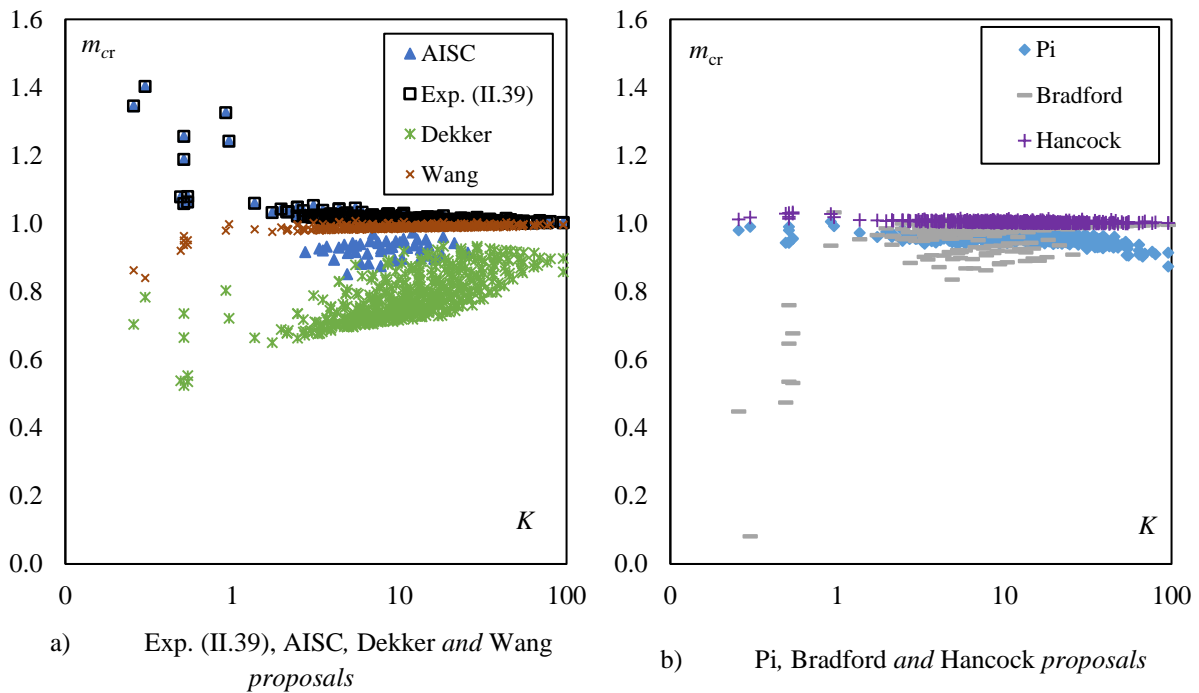 1.6
1.4
1.2
1.0
0.8
0.6
0.4
0.2
0.0
0
1
10
100
mcr
K
AISC
Exp. (II.39)
Dekker
Wang
a) Exp. (II.39), AISC, Dekker and Wang
proposals
1.6
1.4
1.2
1.0
0.8
0.6
0.4
0.2
0.0
0
1
10
100
mcr
K
Pi
Bradford
Hancock
b) Pi, Bradford and Hancock proposals